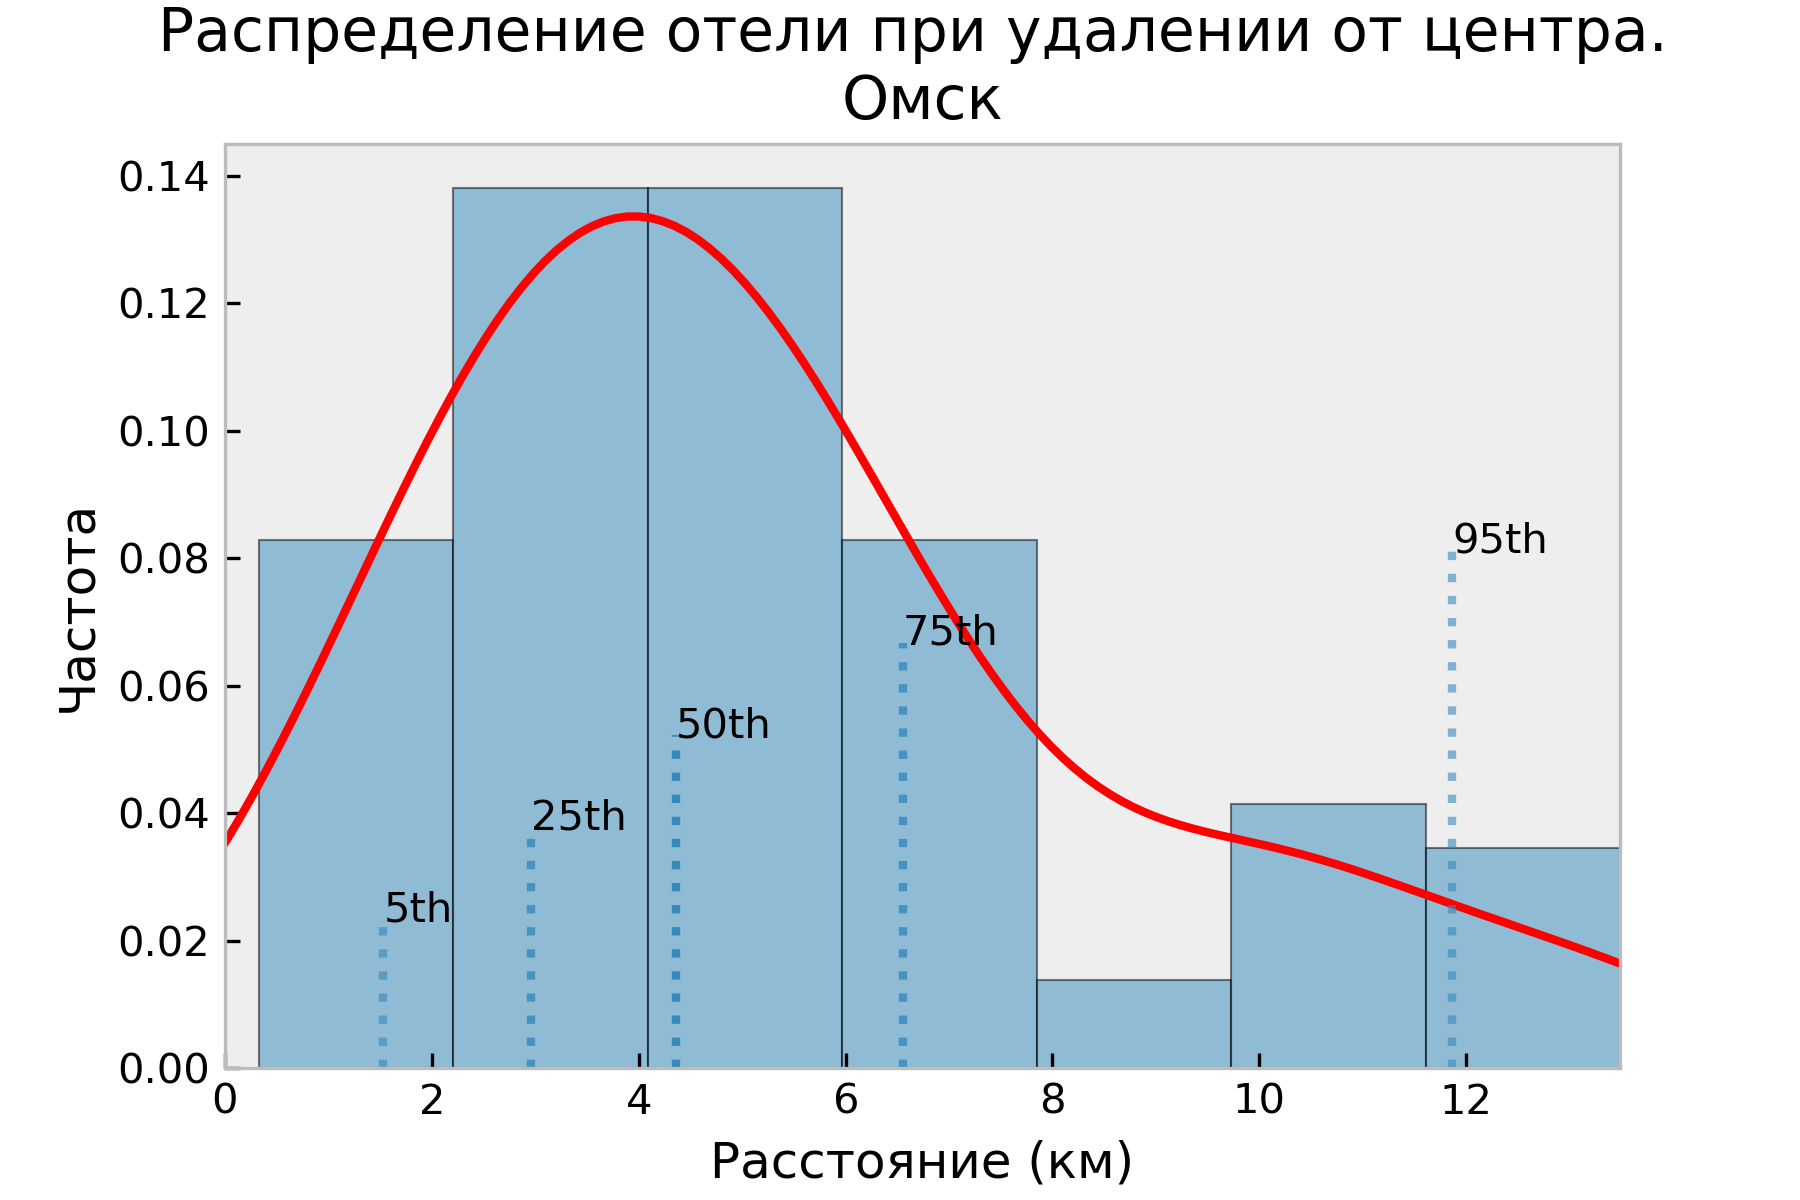 Распределение отели при удалении от центра.
Омск
0.14
0.12
0.10
0.08
0.06
0.04
0.02
0.00
Частота
5th
25th
50th
75th
95th
0 2 4 6 8 10 12
Расстояние (км)